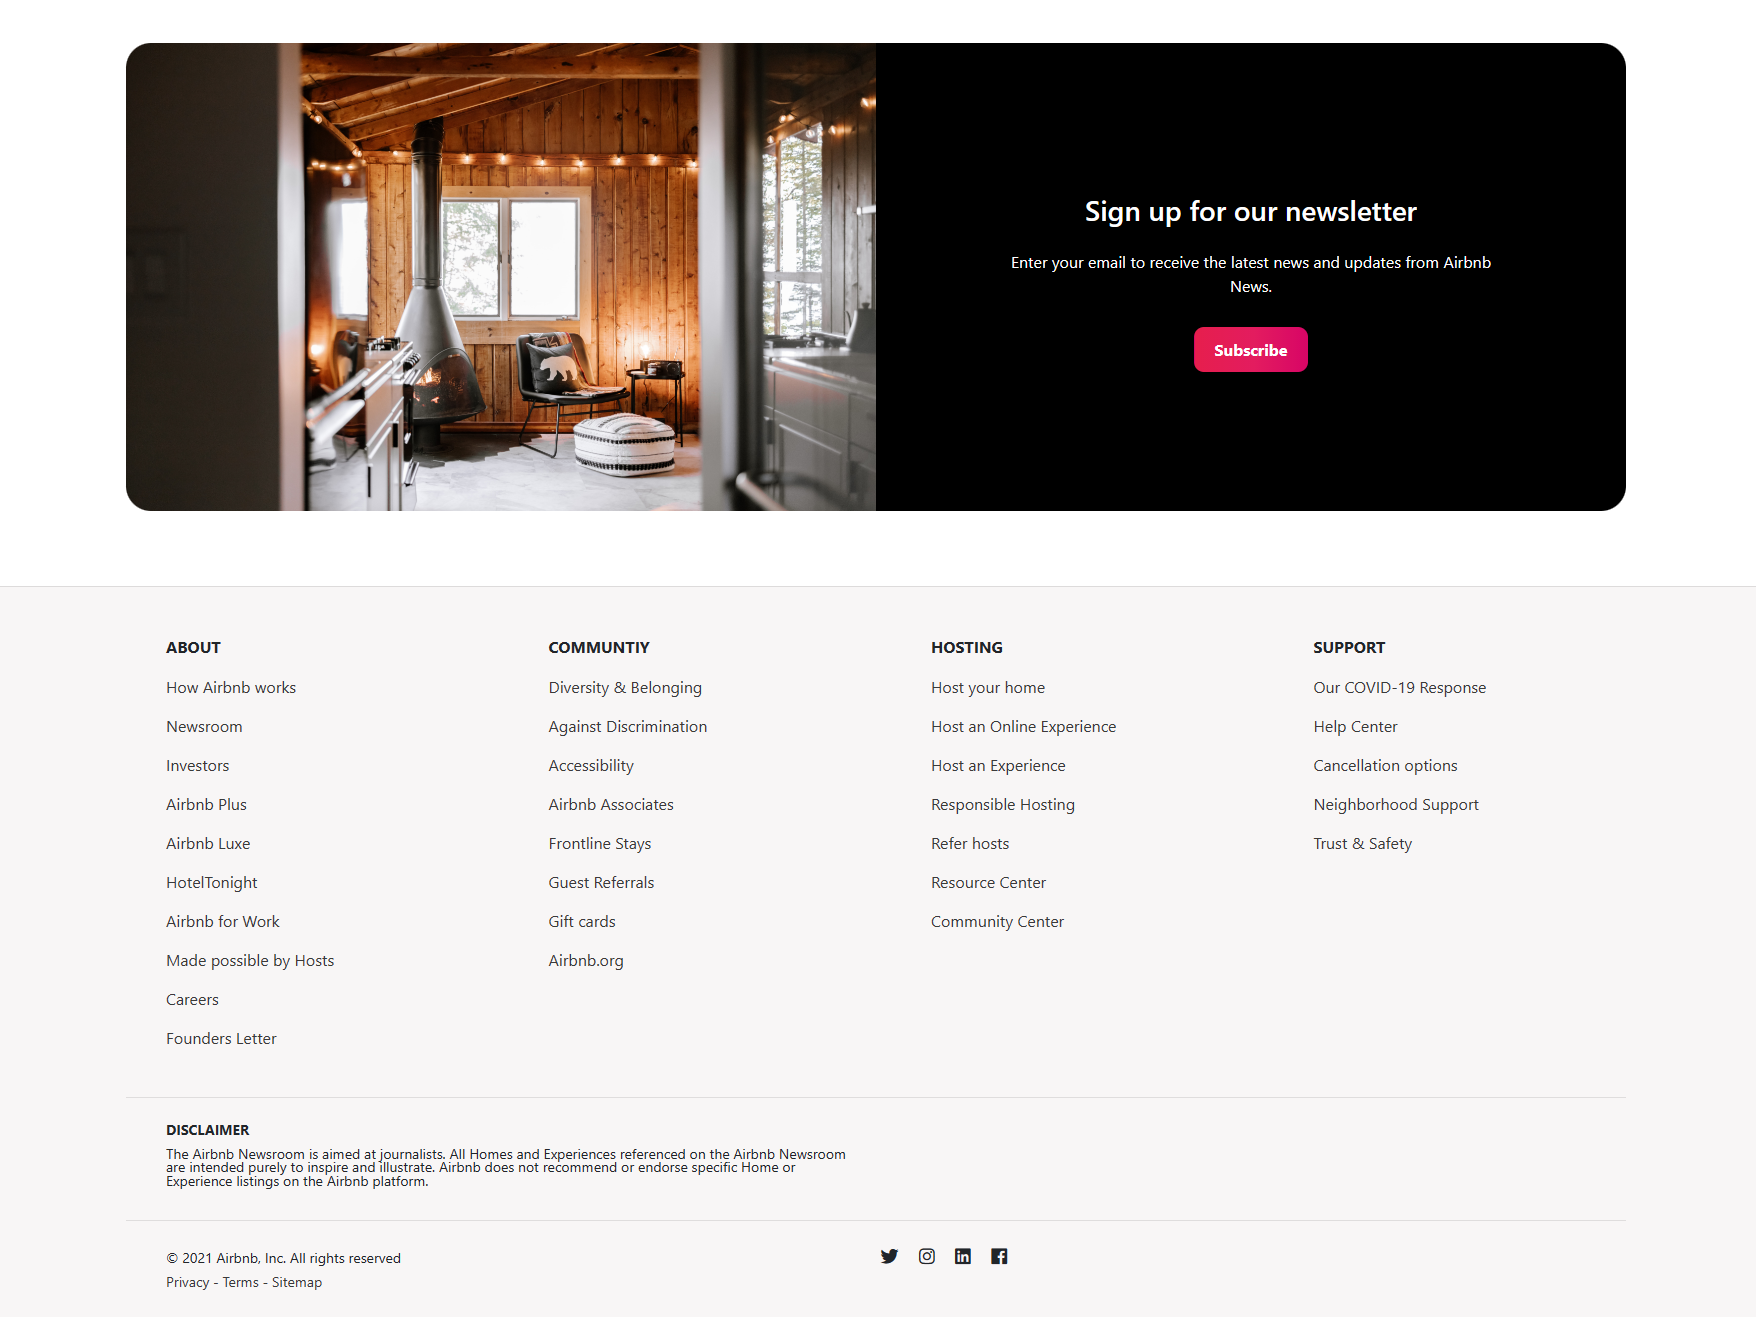 Sign up for our newsletter
Enter your email to receive the latest news and updates from Airbnb
News.
Subscribe
ABOUT
How Airbnb works
Newsroom
Investors
Airbnb Plus
Airbnb Luxe
HotelTonight
Airbnb for Work
Made possible by Hosts
Careers
Founders Letter
COMMUNTIY
Diversity & Belonging
Against Discrimination
Accessibility
Airbnb Associates
Frontline Stays
Guest Referrals
Gift cards
Airbnb.org
HOSTING
Host your home
Host an Online Experience
Host an Experience
Responsible Hosting
Refer hosts
Resource Center
Community Center
SUPPORT
Our COVID-19 Response
Help Center
Cancellation options
Neighborhood Support
Trust & Safety
DISCLAIMER
The Airbnb Newsroom is aimed at journalists. All Homes and Experiences referenced on the Airbnb Newsroom
are intended purely to inspire and illustrate. Airbnb does not recommend or endorse specific Home or
Experience listings on the Airbnb platform.
© 2021 Airbnb, Inc. All rights reserved
Privacy - Terms - Sitemap